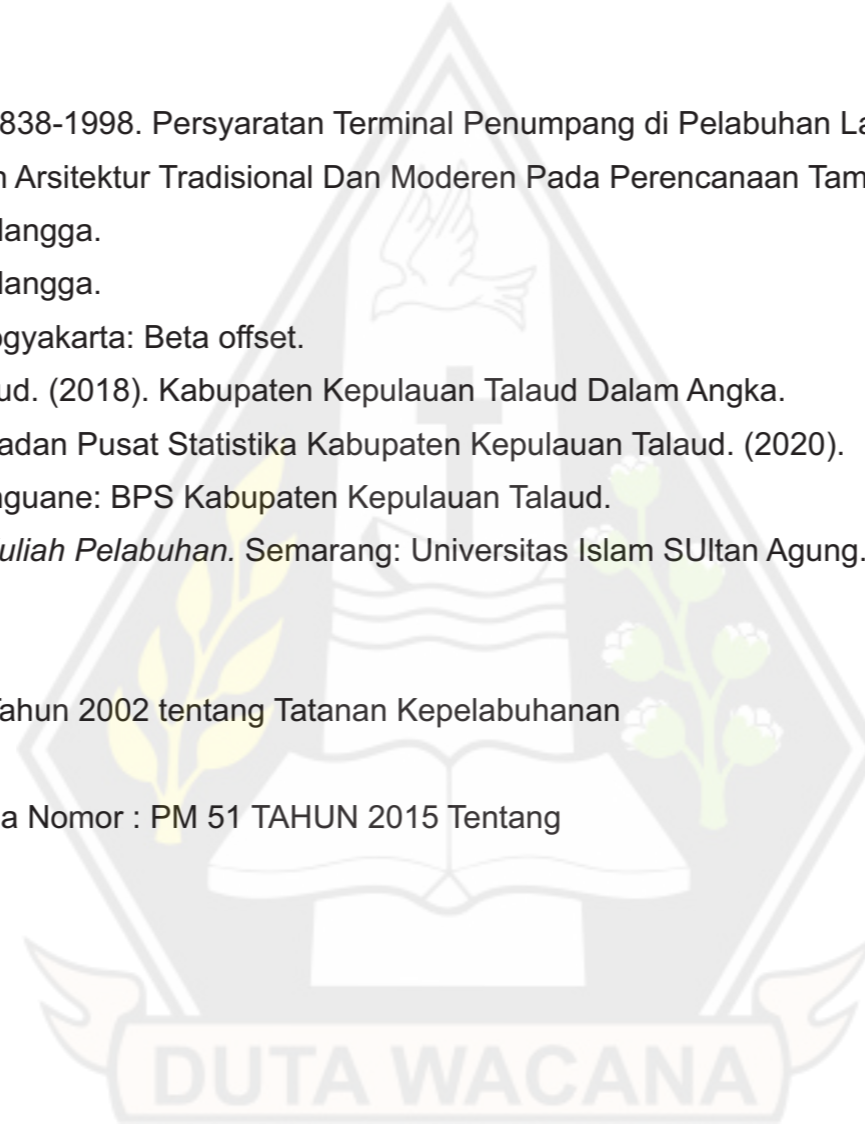 838-1998. Persyaratan Terminal Penumpang di Pelabuhan La
n Arsitektur Tradisional Dan Moderen Pada Perencanaan Tam
langga.
langga.
ogyakarta: Beta offset.
ud. (2018). Kabupaten Kepulauan Talaud Dalam Angka.
adan Pusat Statistika Kabupaten Kepulauan Talaud. (2020).
nguane: BPS Kabupaten Kepulauan Talaud.
uliah Pelabuhan. Semarang: Universitas Islam SUltan Agung.
Tahun 2002 tentang Tatanan Kepelabuhanan
a Nomor : PM 51 TAHUN 2015 Tentang
DUTA WACANA